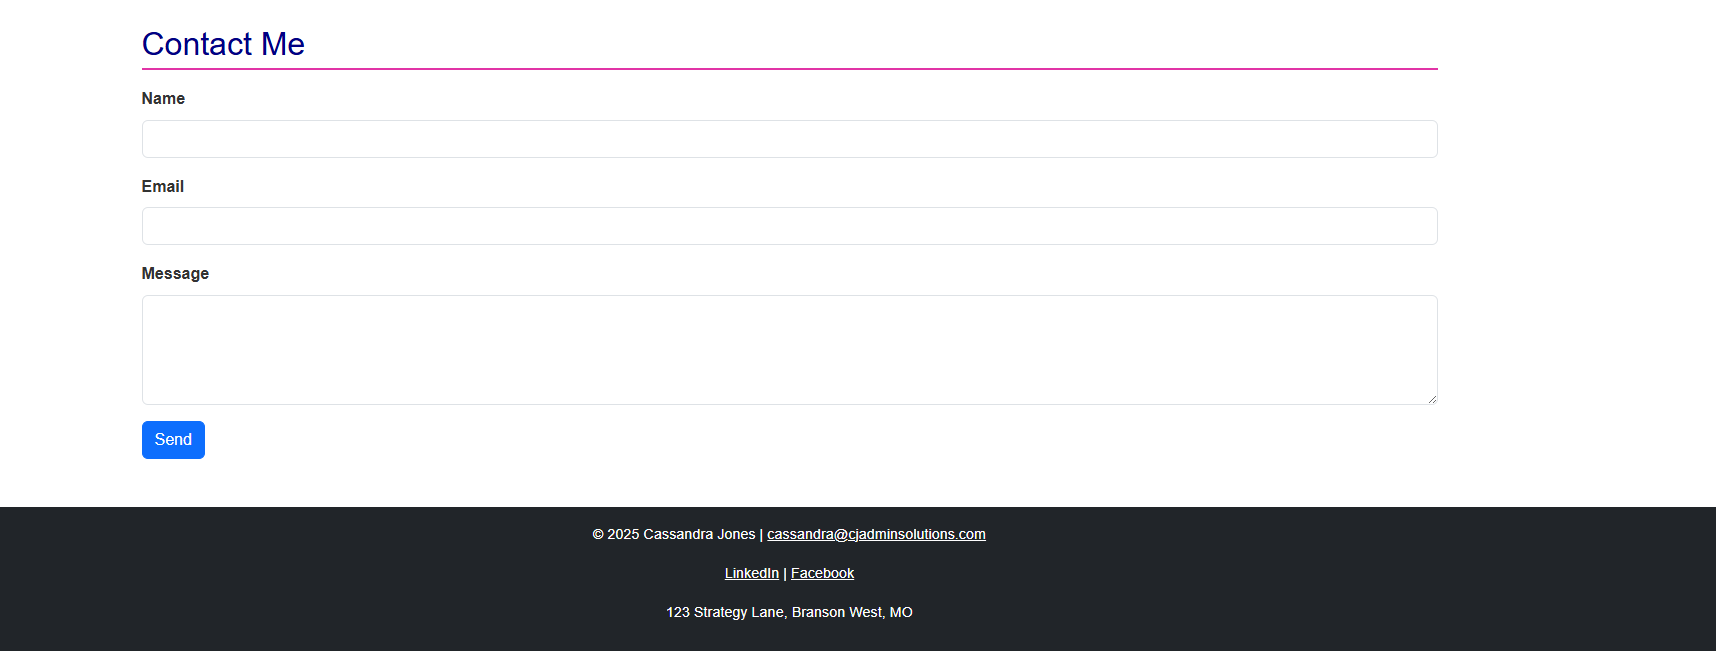 Contact Me
Name
Email
Message
Send
© 2025 Cassandra Jones | cassandra@cjadminsolutions.com
LinkedIn | Facebook
123 Strategy Lane, Branson West, MO